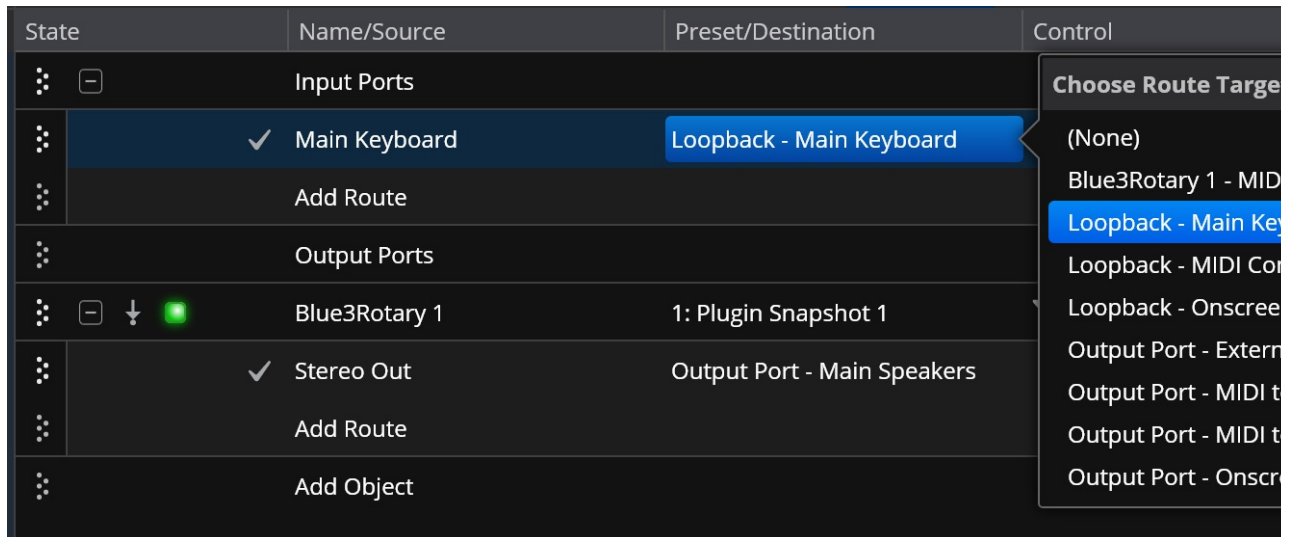 State Name/Source Preset/Destination Control
Input Ports
Choose Route Targe
Main Keyboard Loopback - Main Keyboard
(None)
Blue3Rotary 1 - MID
Add Route
Loopback - Main Key
Output Ports
Loopback - MIDI Con
Blue3Rotary 1 1: Plugin Snapshot 1
Loopback - Onscree
Output Port - Extern
Stereo Out Output Port - Main Speakers
Output Port - MIDI t
Add Route
Output Port - MIDI t
Output Port - Onscr
Add Object